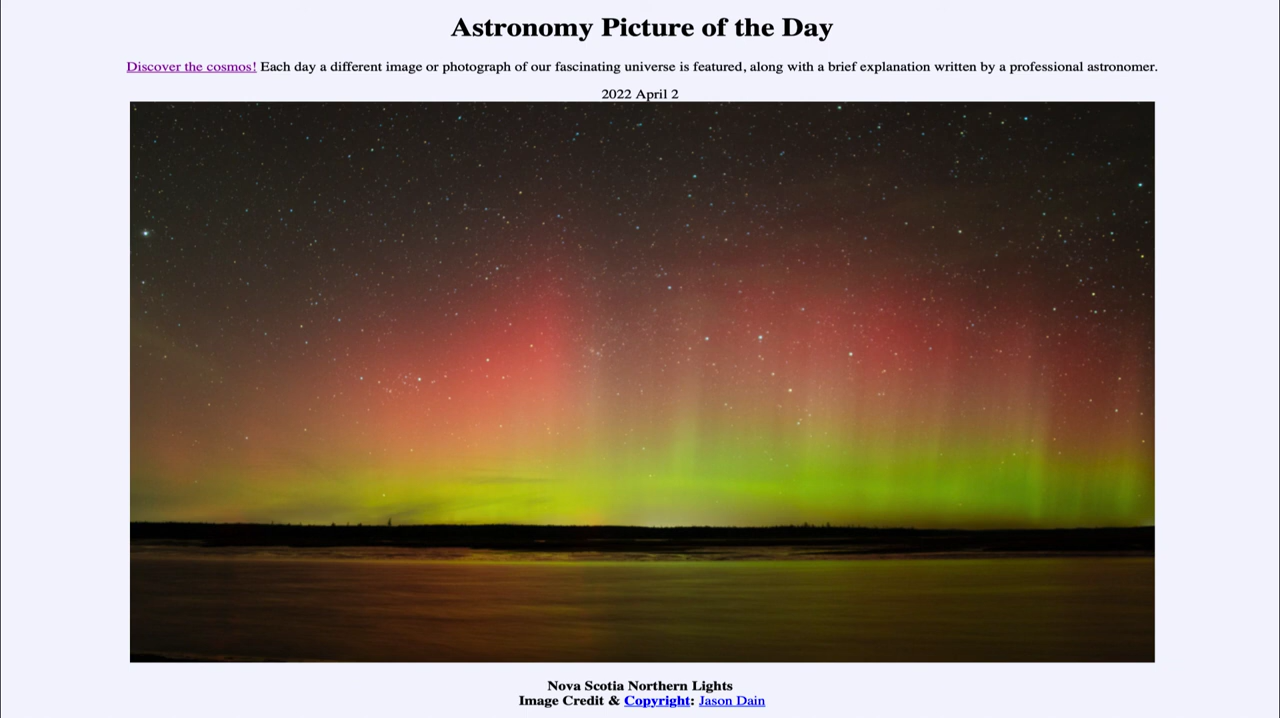 Astronomy Picture of the Day
Discover the cosmos! Each day a different image or photograph of our fascinating universe is featured, along with a brief explanation written by a professional astronomer.
2022 April 2
Nova Scotia Northern Lights
Image Credit & Copyright: Jason Dain